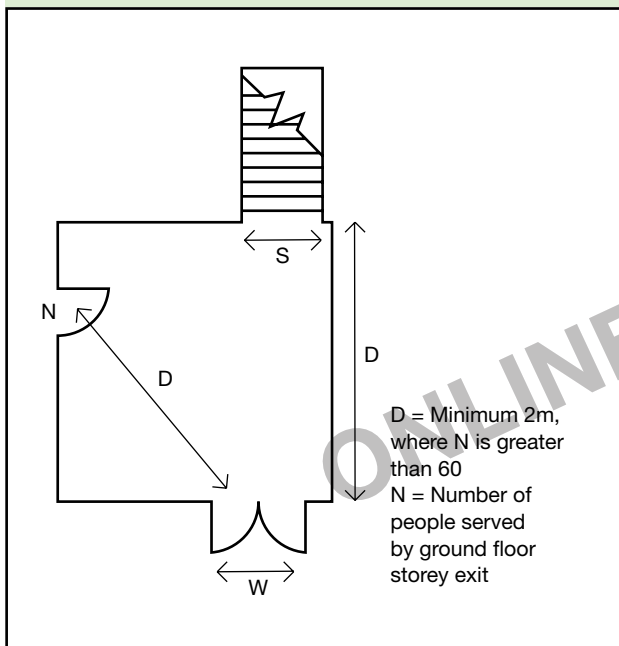 S
N
D
D
D = Minimum 2m,
where N is greater
than 60
N = Number of
people served
by ground floor
storey exit
W
ONLINE